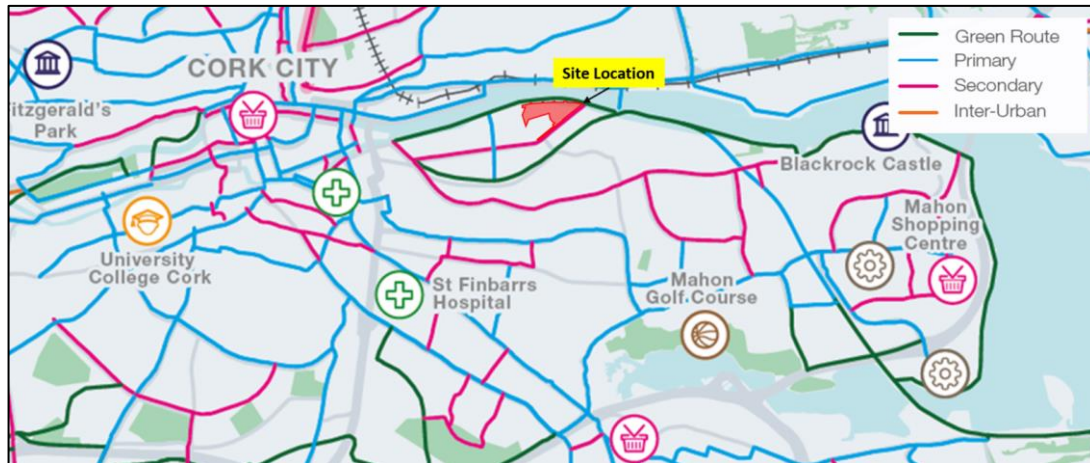 Green Route
Primary
Secondary
Inter-Urban
CORK CITY
Site Location
itzgerald's
Park
Blackrock Castle
Mahon
Shopping
Centre
University
College Cork
St Finbarrs
Hospital
Mahon
Golf Course